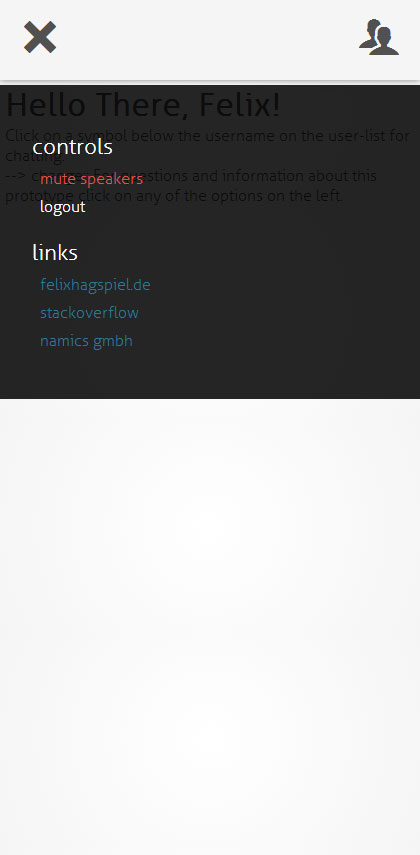 Hello There, Felix!
Click on a symbol below the username on the user-list for
chatting.
controls
--> cha questions and information about this
mute speakers
prototype click on any of the options on the left.
logout
links
felixhagspiel.de
stackoverflow
namics gmbh